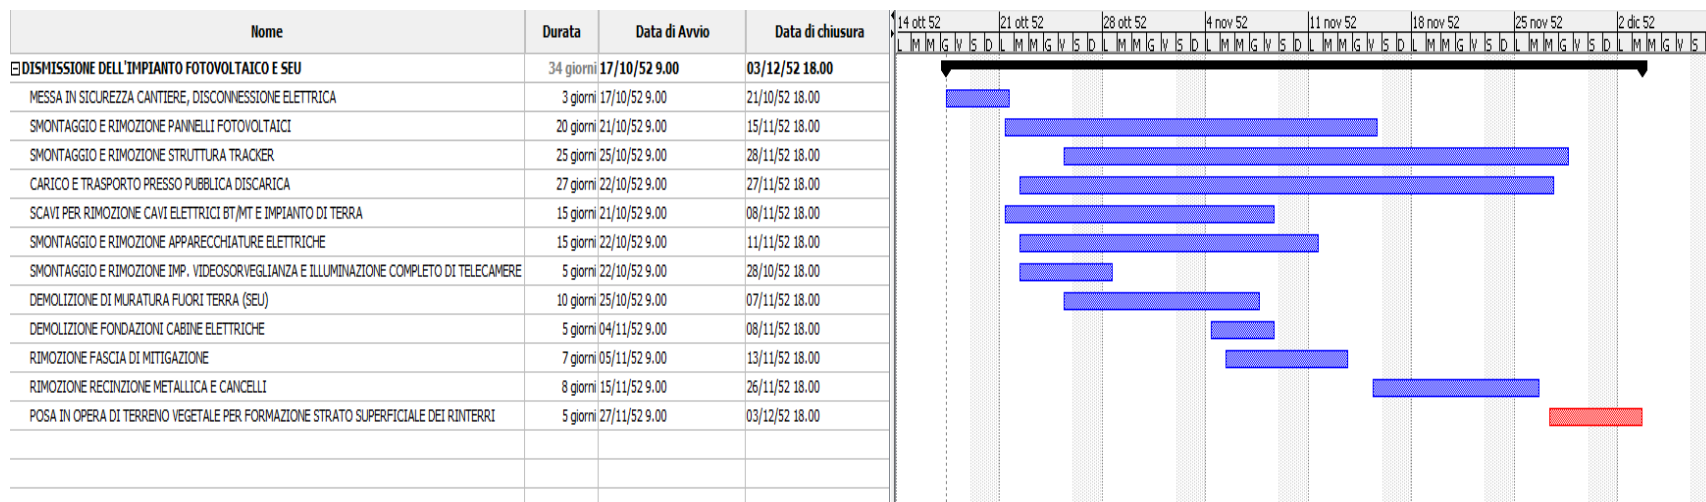 Nome Durata Data di Avvio Data di chiusura
14 ott 52 21 ott 52 28 ott 52 4 nov 52 11 nov 52 18 nov 52 25 nov 52 2 dic 52
L M M G V S D L M M G V S D L M M G V S D L M M G V S D L M M G V S D L M M G V S D L M M G V S D L M M G V S
DISMISSIONE DELL'IMPIANTO FOTOVOLTAICO E SEU 34 giorni 17/10/52 9.00 03/12/52 18.00
MESSA IN SICUREZZA CANTIERE, DISCONNESSIONE ELETTRICA 3 giorni 17/10/52 9.00 21/10/52 18.00
SMONTAGGIO E RIMOZIONE PANNELLI FOTOVOLTAICI 20 giorni 21/10/52 9.00 15/11/52 18.00
SMONTAGGIO E RIMOZIONE STRUTTURA TRACKER 25 giorni 25/10/52 9.00 28/11/52 18.00
CARICO E TRASPORTO PRESSO PUBBLICA DISCARICA 27 giorni 22/10/52 9.00 27/11/52 18.00
SCAVI PER RIMOZIONE CAVI ELETTRICI BT/MT E IMPIANTO DI TERRA 15 giorni 21/10/52 9.00 08/11/52 18.00
SMONTAGGIO E RIMOZIONE APPARECCHIATURE ELETTRICHE 15 giorni 22/10/52 9.00 11/11/52 18.00
SMONTAGGIO E RIMOZIONE IMP. VIDEOSORVEGLIANZA E ILLUMINAZIONE COMPLETO DI TELECAMERE 5 giorni 22/10/52 9.00 28/10/52 18.00
DEMOLIZIONE DI MURATURA FUORI TERRA (SEU) 10 giorni 25/10/52 9.00 07/11/52 18.00
DEMOLIZIONE FONDAZIONI CABINE ELETTRICHE 5 giorni 04/11/52 9.00 08/11/52 18.00
RIMOZIONE FASCIA DI MITIGAZIONE 7 giorni 05/11/52 9.00 13/11/52 18.00
RIMOZIONE RECINZIONE METALLICA E CANCELLI 8 giorni 15/11/52 9.00 26/11/52 18.00
POSA IN OPERA DI TERRENO VEGETALE PER FORMAZIONE STRATO SUPERFICIALE DEI RINTERRI 5 giorni 27/11/52 9.00 03/12/52 18.00